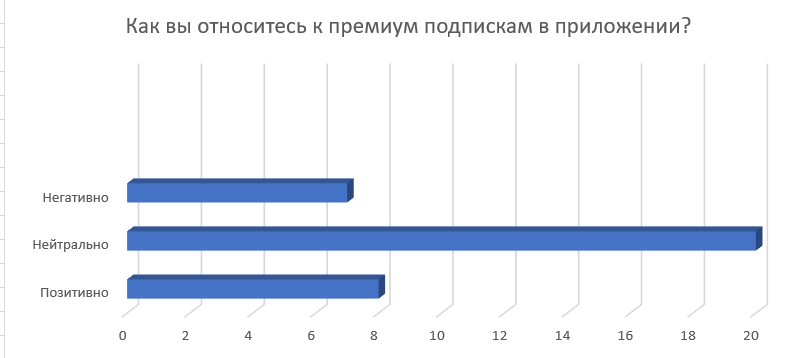 Как вы относитесь к премиум подпискам в приложении?
Негативно
Нейтрально
Позитивно
0 2 4 6 8 10 12 14 16 18 20